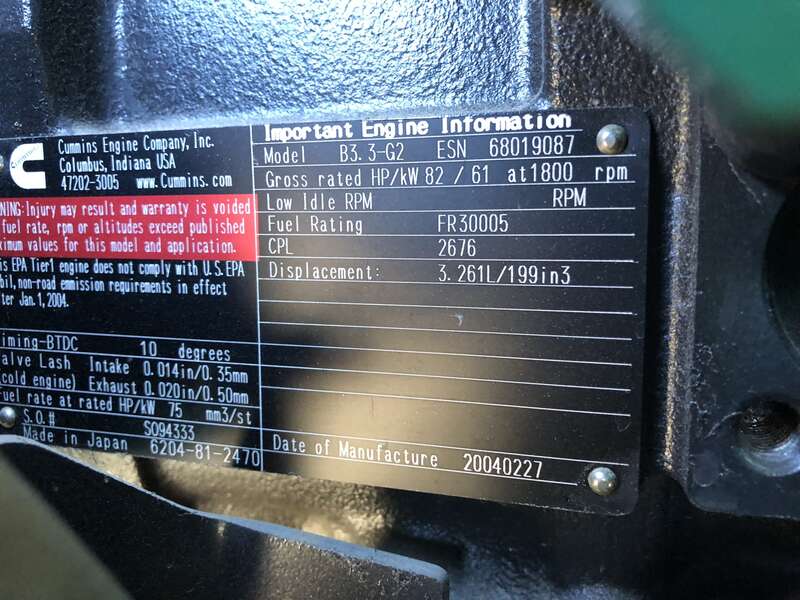 Cummins Engine Company, Inc.
Columbus, Indiana USA
47202-3005 www.Cummins.com
NING:Injury may result and warranty is voided
fuel rate, rpm or altitudes exceed published
ximum values for this model and application.
is EPA Tier1 engine does not comply with U.S.EPA
bil, non-road emmission requirements in effect
ter Jan.1,2004.
iming-BTDC 10 degrees
alve Lash Intake 0.014in/0.35mm
(cold engine) Exhaust 0.020in/0.50mm
uel rate at rated HP/kW 75 mm3/st
S.O.# SO94333
Made in Japan 6204-81-2470
Important Engine Information
Model B3.3-G2 ESN 68019087
Gross rated HP/kW 82 / 61 at 1800 rpm
Low Idle RPM RPM
Fuel Rating FR30005
CPL 2676
Displacement: 3.261L/199in3
Date of Manufacture 20040227